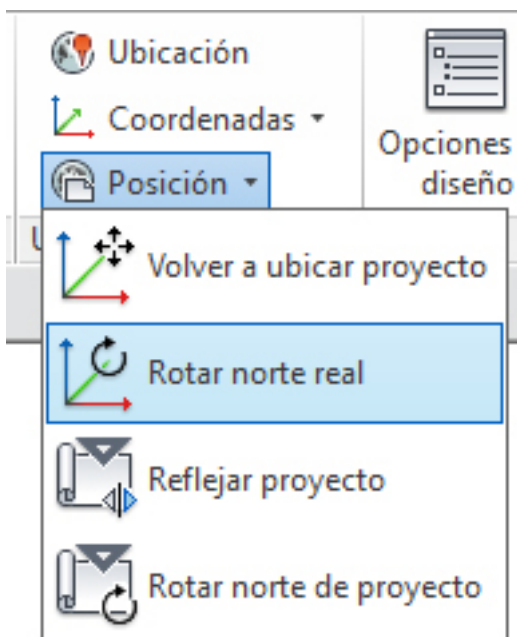 Ubicación
Coordenadas
Opciones
diseño
Posición
Volver a ubicar proyecto
Rotar norte real
Reflejar proyecto
Rotar norte de proyecto